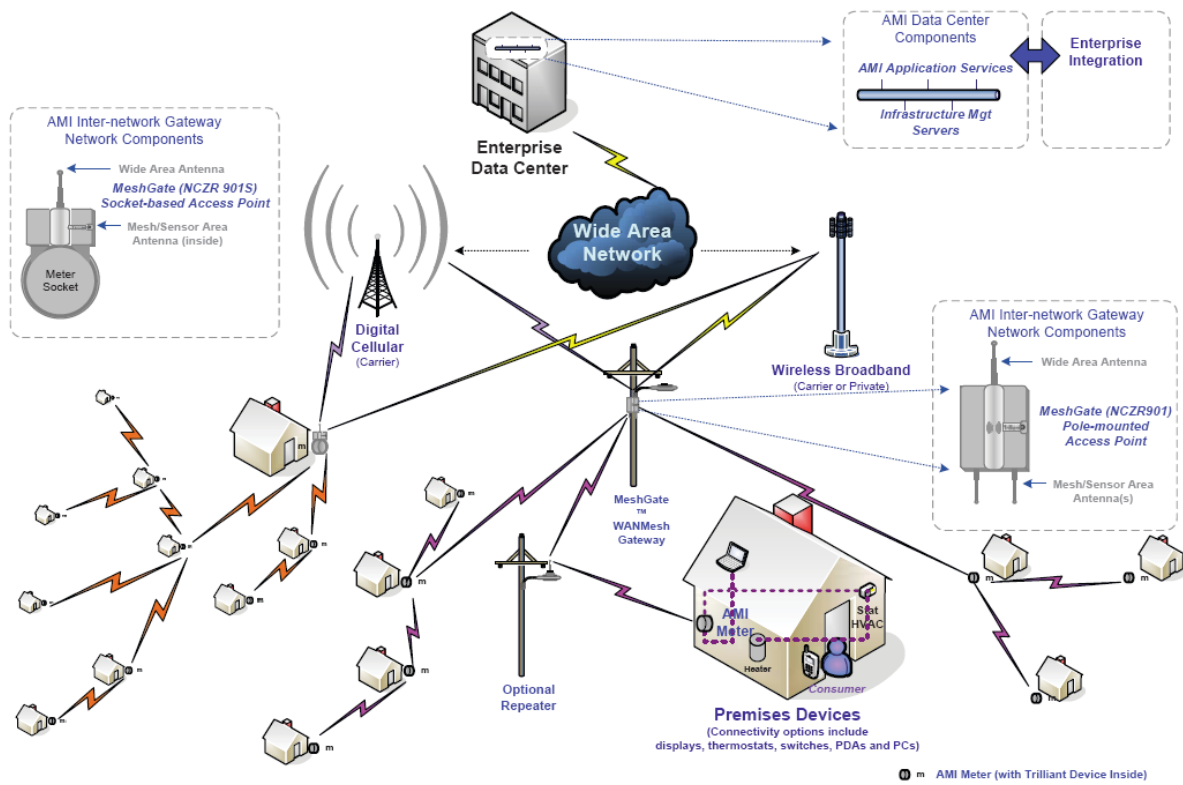 AMI Data Center
Components
AMI Application Services
Infrastructure Mgt
Servers
Enterprise
Integration
AMI Inter-network Gateway
Network Components
Wide Area Antenna
MeshGate (NCZR 901S)
Socket-based Access Point
Mesh/Sensor Area
Antenna (inside)
Meter
Socket
Enterprise
Data Center
Wide Area
Network
Digital
Cellular
(Carrier)
Wireless Broadband
(Carrier or Private)
AMI Inter-network Gateway
Network Components
Wide Area Antenna
MeshGate (NCZR901)
Pole-mounted
Access Point
Mesh/Sensor Area
Antenna(s)
m
MeshGate
™
WANMesh
Gateway
m
m
m
m
m
m
m
m
m
m
m
m
AMI
Meter
Stat
HVAC
Heater
Consumer
Optional
Repeater
Premises Devices
(Connectivity options include
displays, thermostats, switches, PDAs and PCs)
m AMI Meter (with Trilliant Device Inside)